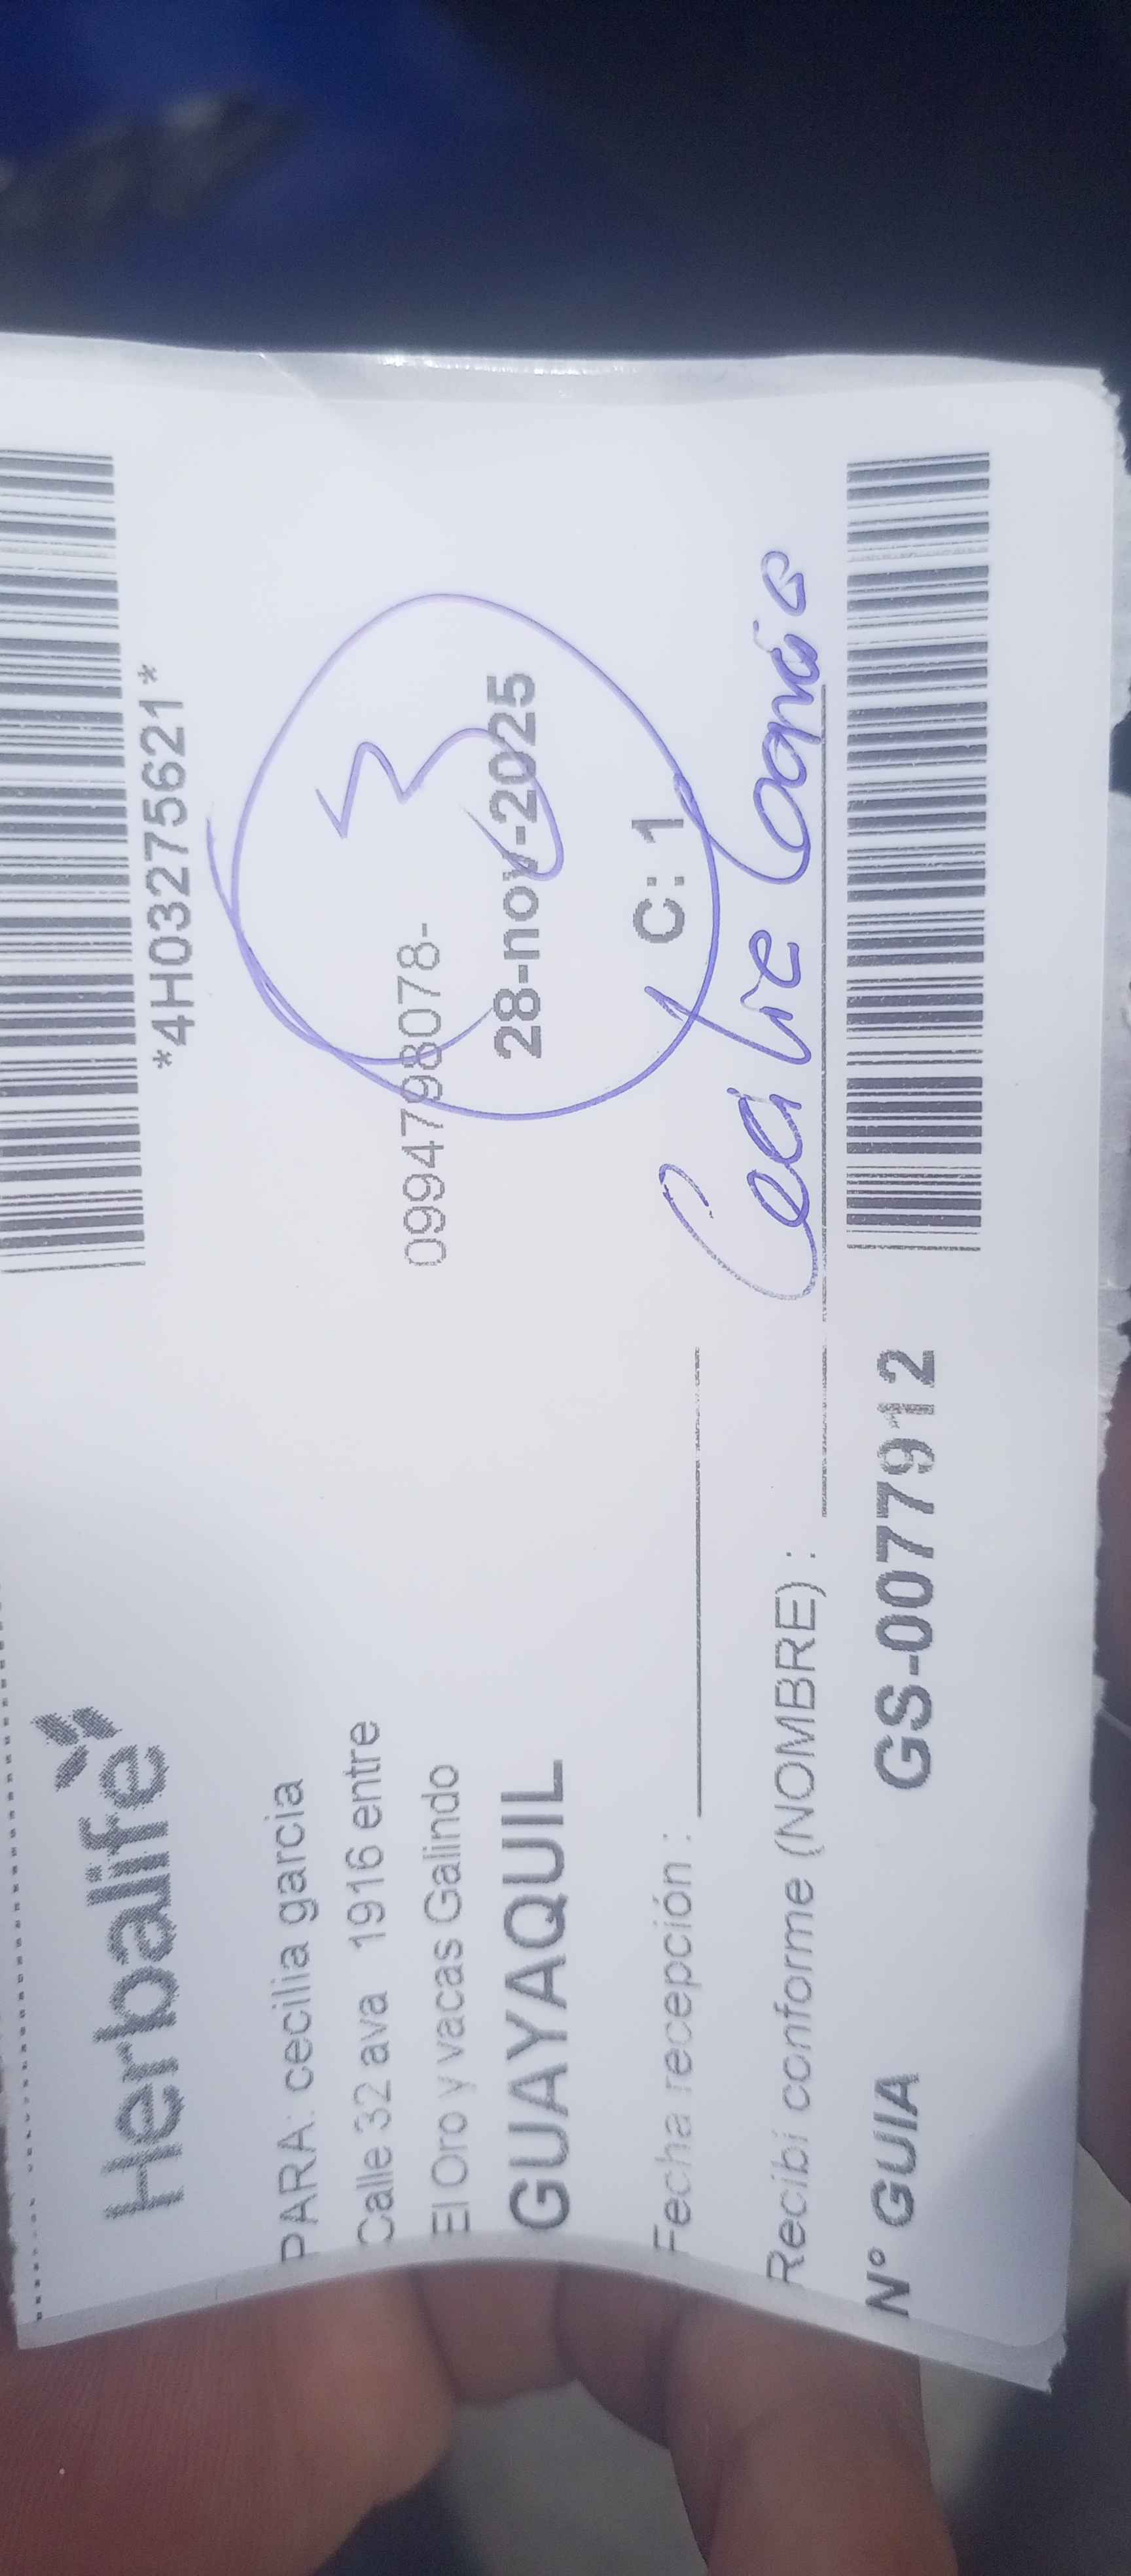 Herbalife
*4H03275621*
PARA: cecilia garcia
Calle 32 ava 1916 entre
0994798078-
El Oro y vacas Galindo
GUAYAQUIL
28-nov-2025
Fecha recepción :
C: 1
Recibí conforme (NOMBRE) :
N° GUIA
GS-0077912